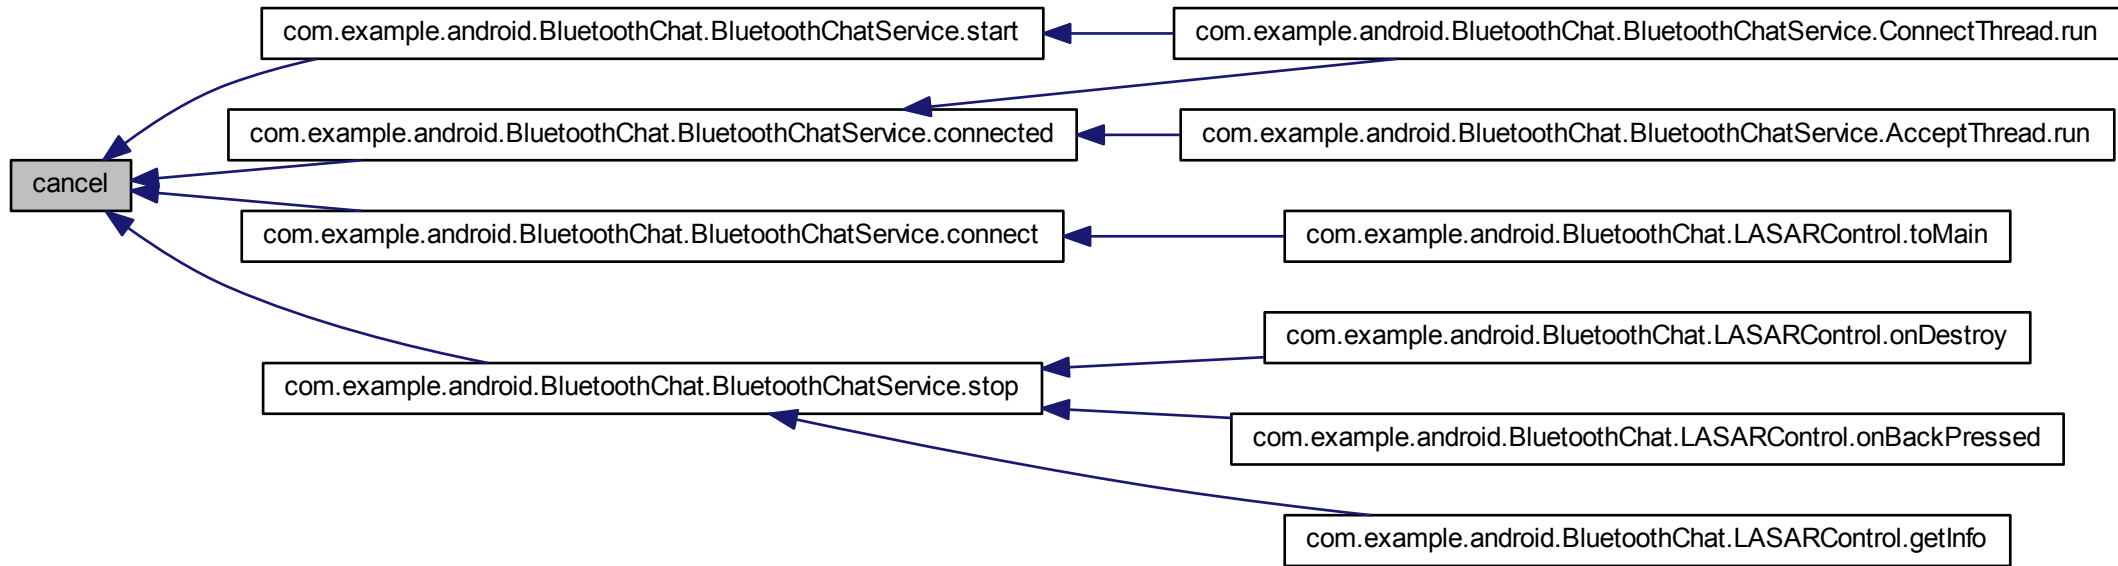 com.example.android.BluetoothChat.BluetoothChatService.start
com.example.android.BluetoothChat.BluetoothChatService.ConnectThread.run
com.example.android.BluetoothChat.BluetoothChatService.connected
com.example.android.BluetoothChat.BluetoothChatService.AcceptThread.run
cancel
com.example.android.BluetoothChat.BluetoothChatService.connect
com.example.android.BluetoothChat.LASARControl.toMain
com.example.android.BluetoothChat.LASARControl.onDestroy
com.example.android.BluetoothChat.BluetoothChatService.stop
com.example.android.BluetoothChat.LASARControl.onBackPressed
com.example.android.BluetoothChat.LASARControl.getInfo